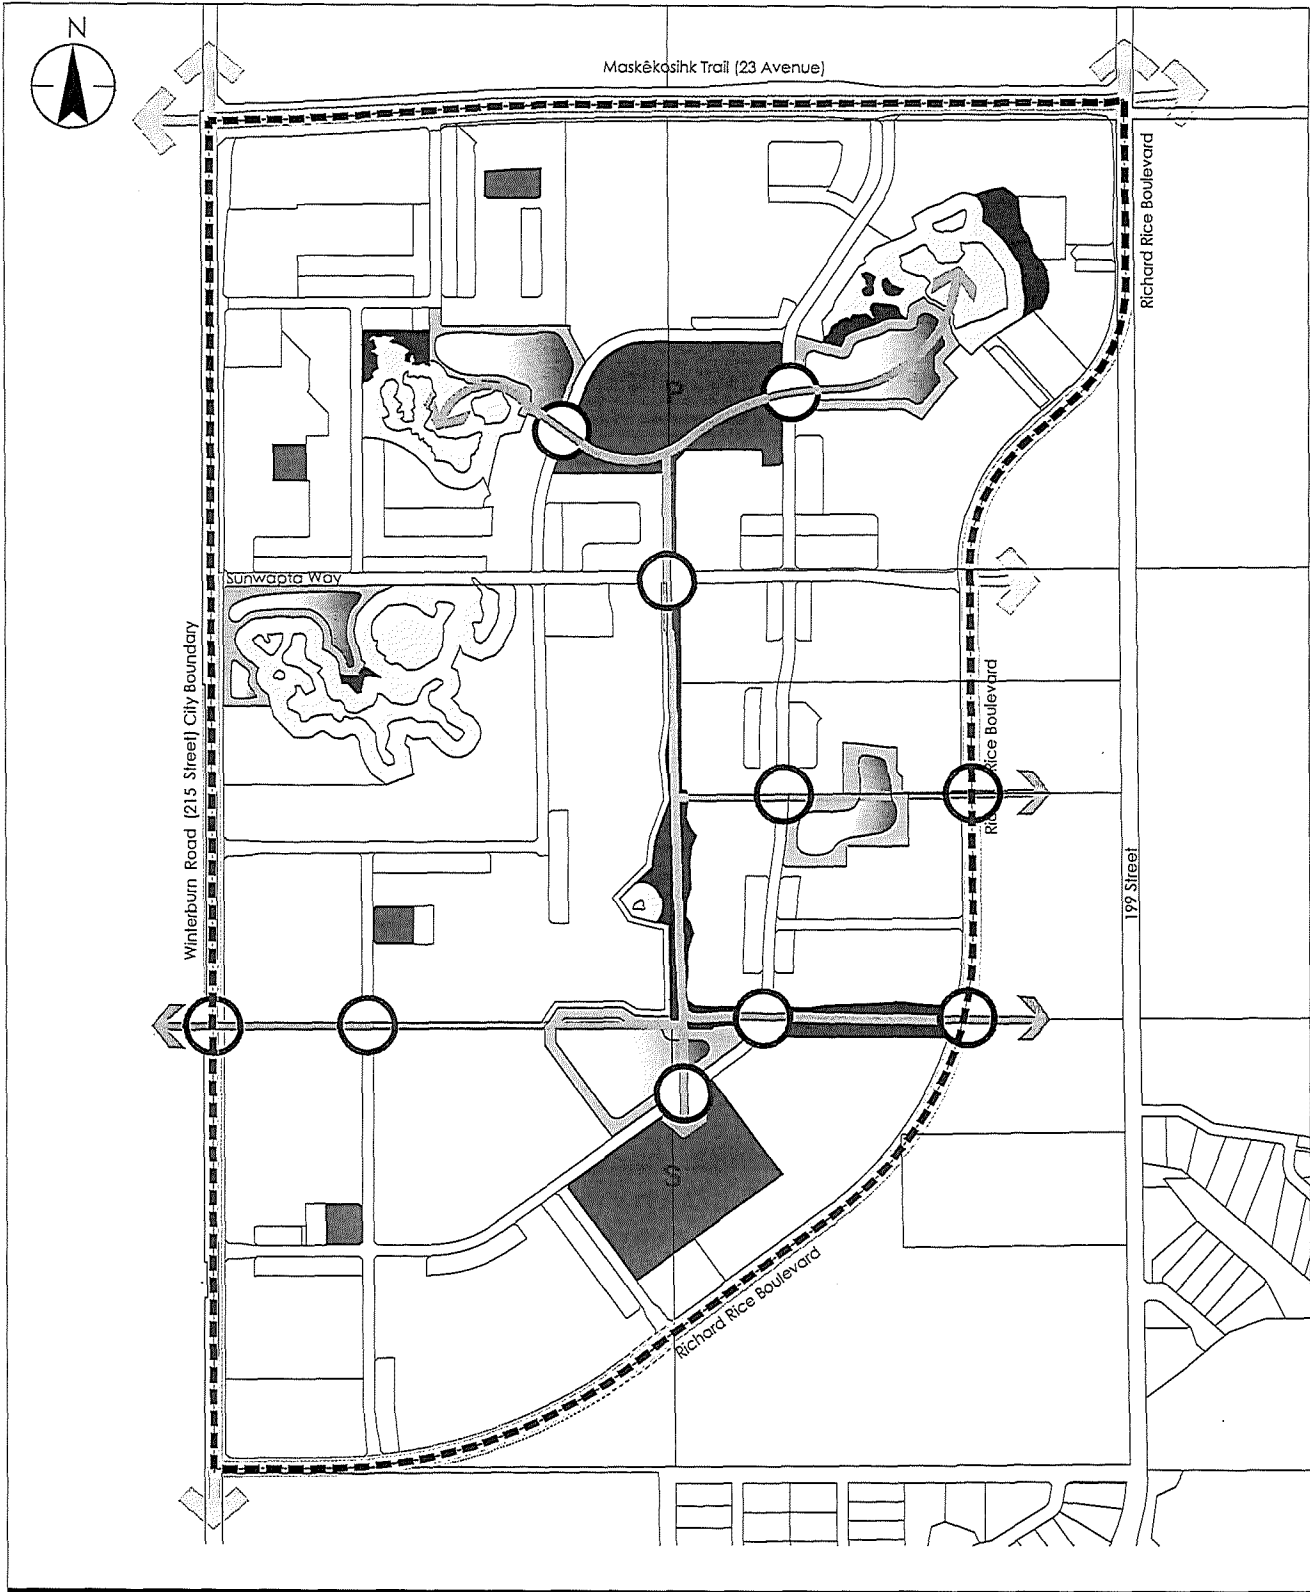 N
Maskêkosihk Trail (23 Avenue)
Richard Rice Boulevard
P
Sunwapta Way
Winterburn Road (215 Street) City Boundary
Richard Rice Boulevard
199 Street
S
Richard Rice Boulevard